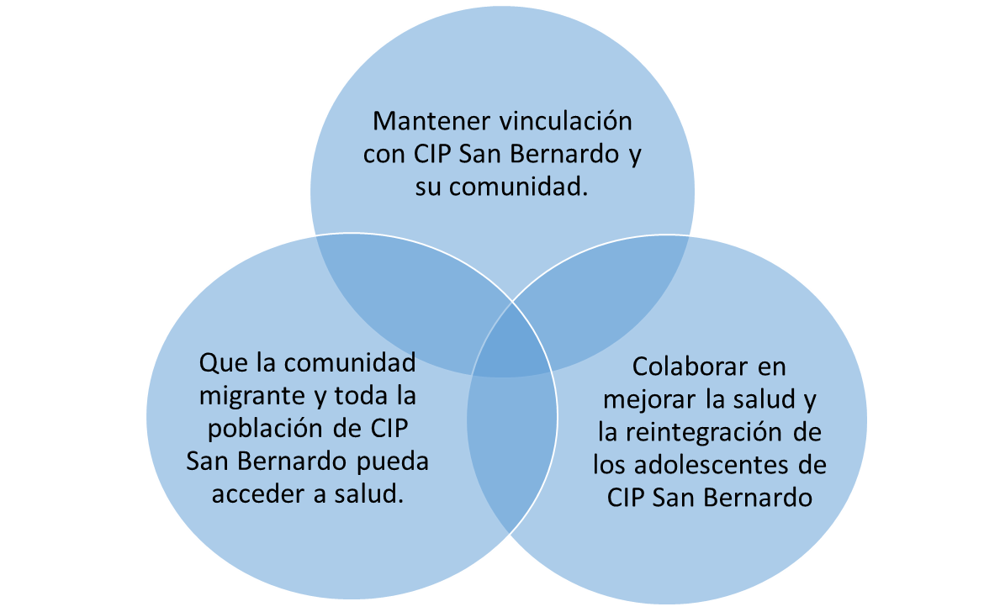 Mantener vinculación
con CIP San Bernardo y
su comunidad.
Que la comunidad
migrante y toda la
población de CIP
San Bernardo pueda
acceder a salud.
Colaborar en
mejorar la salud y
la reintegración de
los adolescentes de
CIP San Bernardo